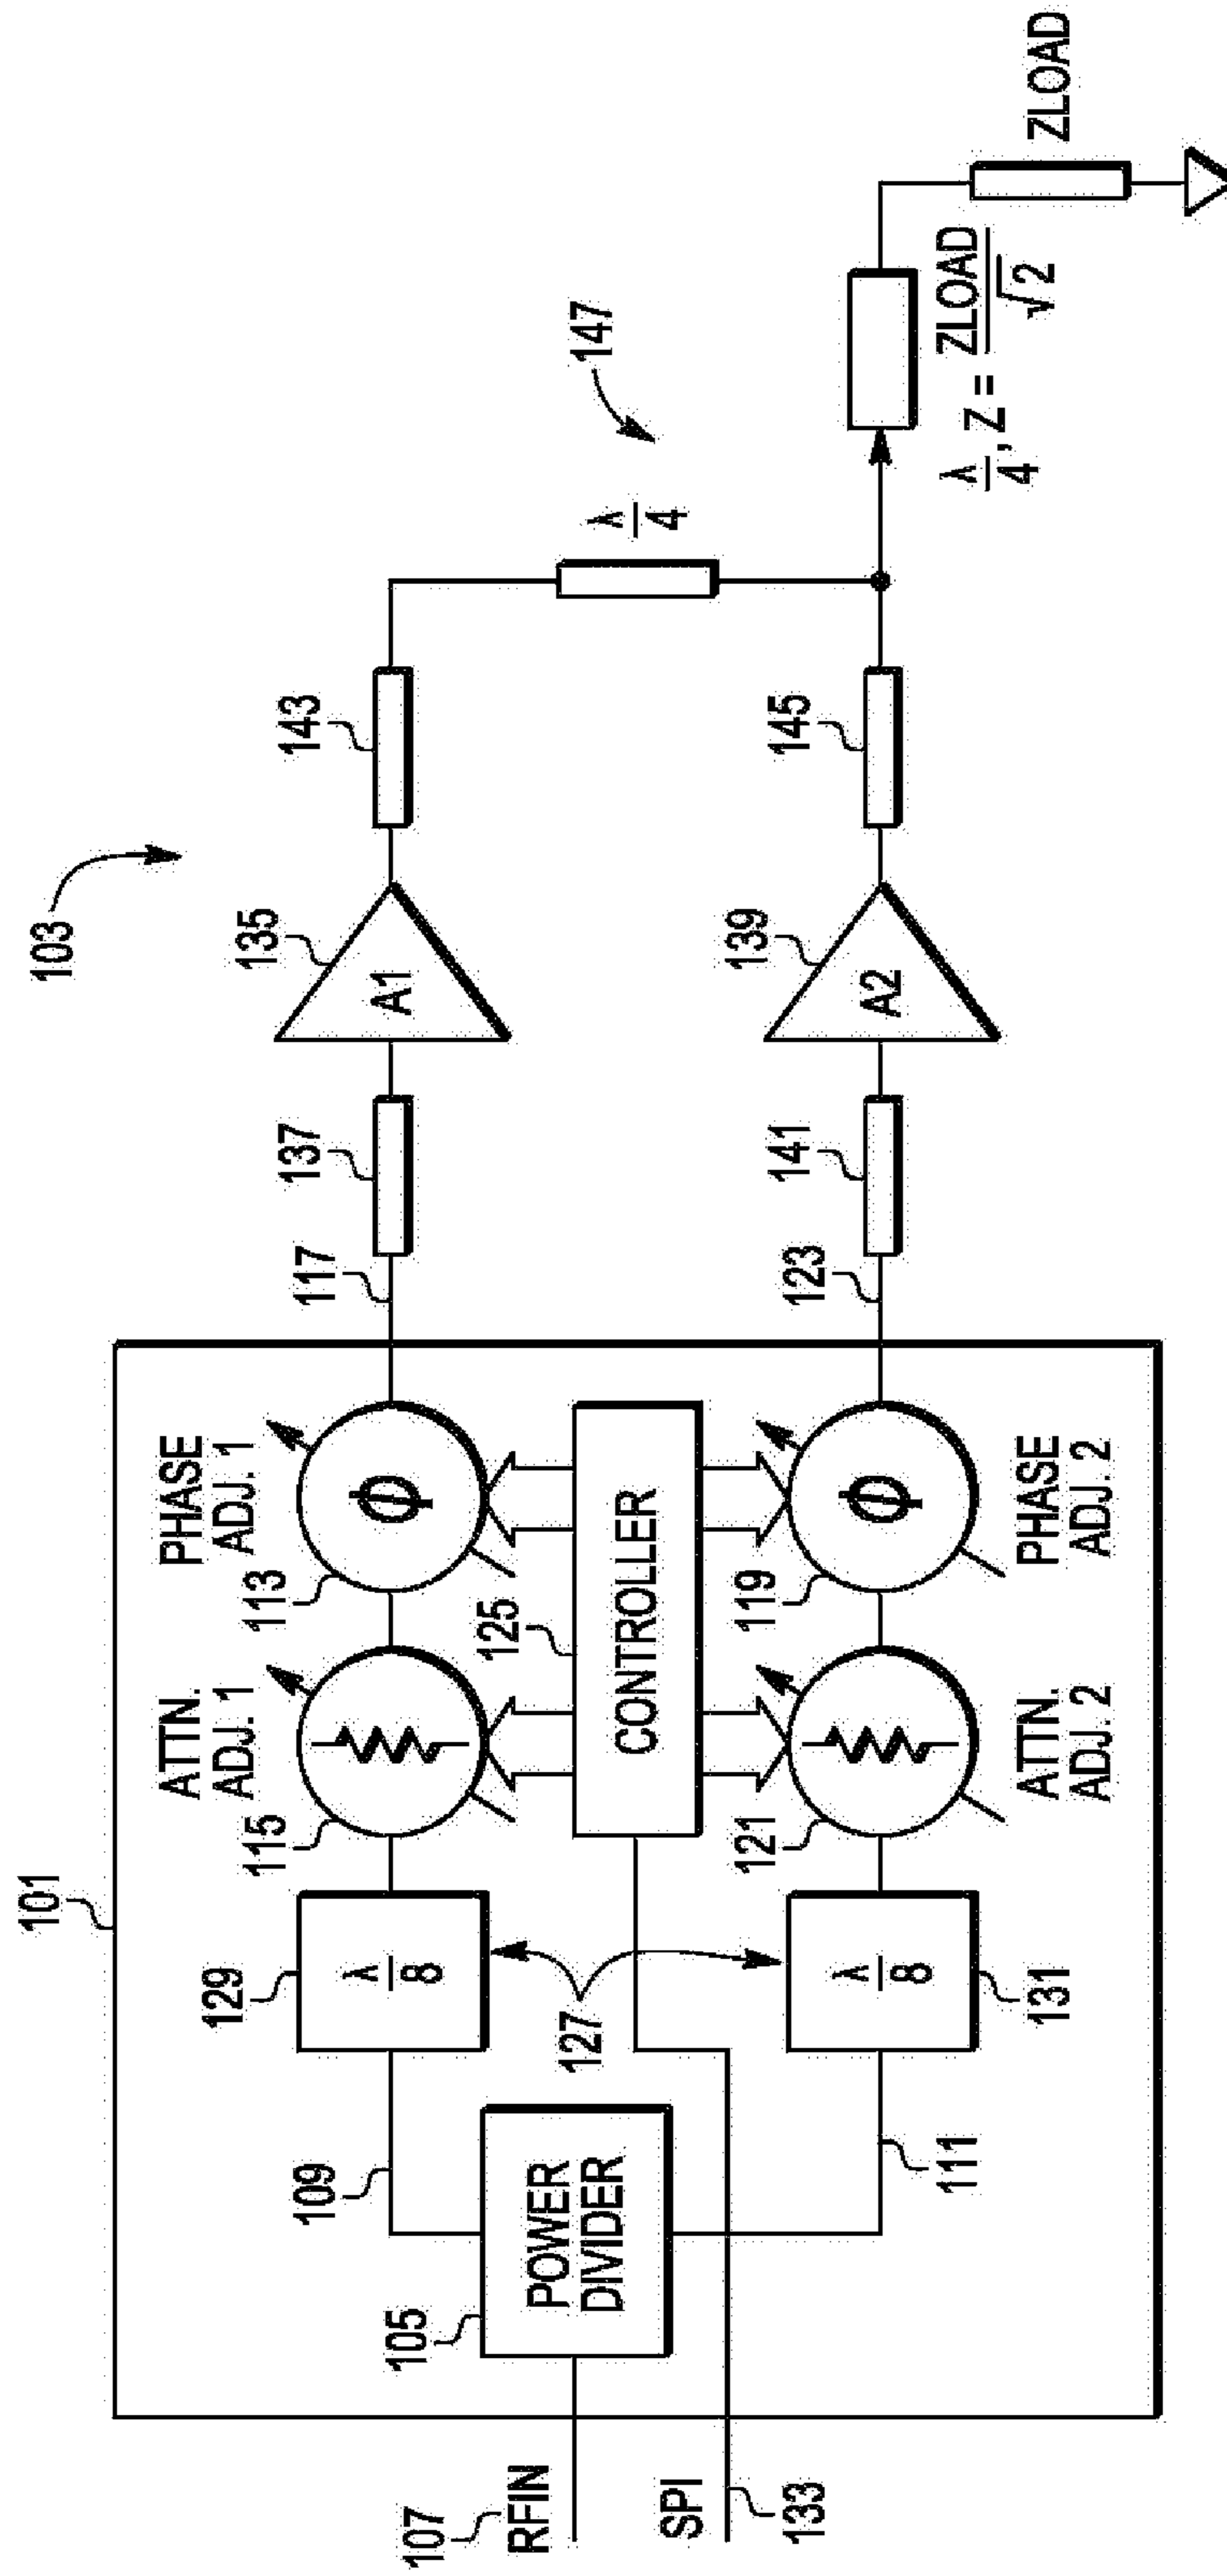 101
103
107
RFIN
SPI
133
105
POWER
DIVIDER
109
111
127
129
λ
8
λ
8
131
ATTN.
ADJ. 1
115
PHASE
ADJ. 1
113
Φ
125
CONTROLLER
121
ATTN.
ADJ. 2
119
Φ
PHASE
ADJ. 2
117
137
135
A1
143
123
141
139
A2
145
λ
4
147
λ/4, Z = ZLOAD/√2
ZLOAD